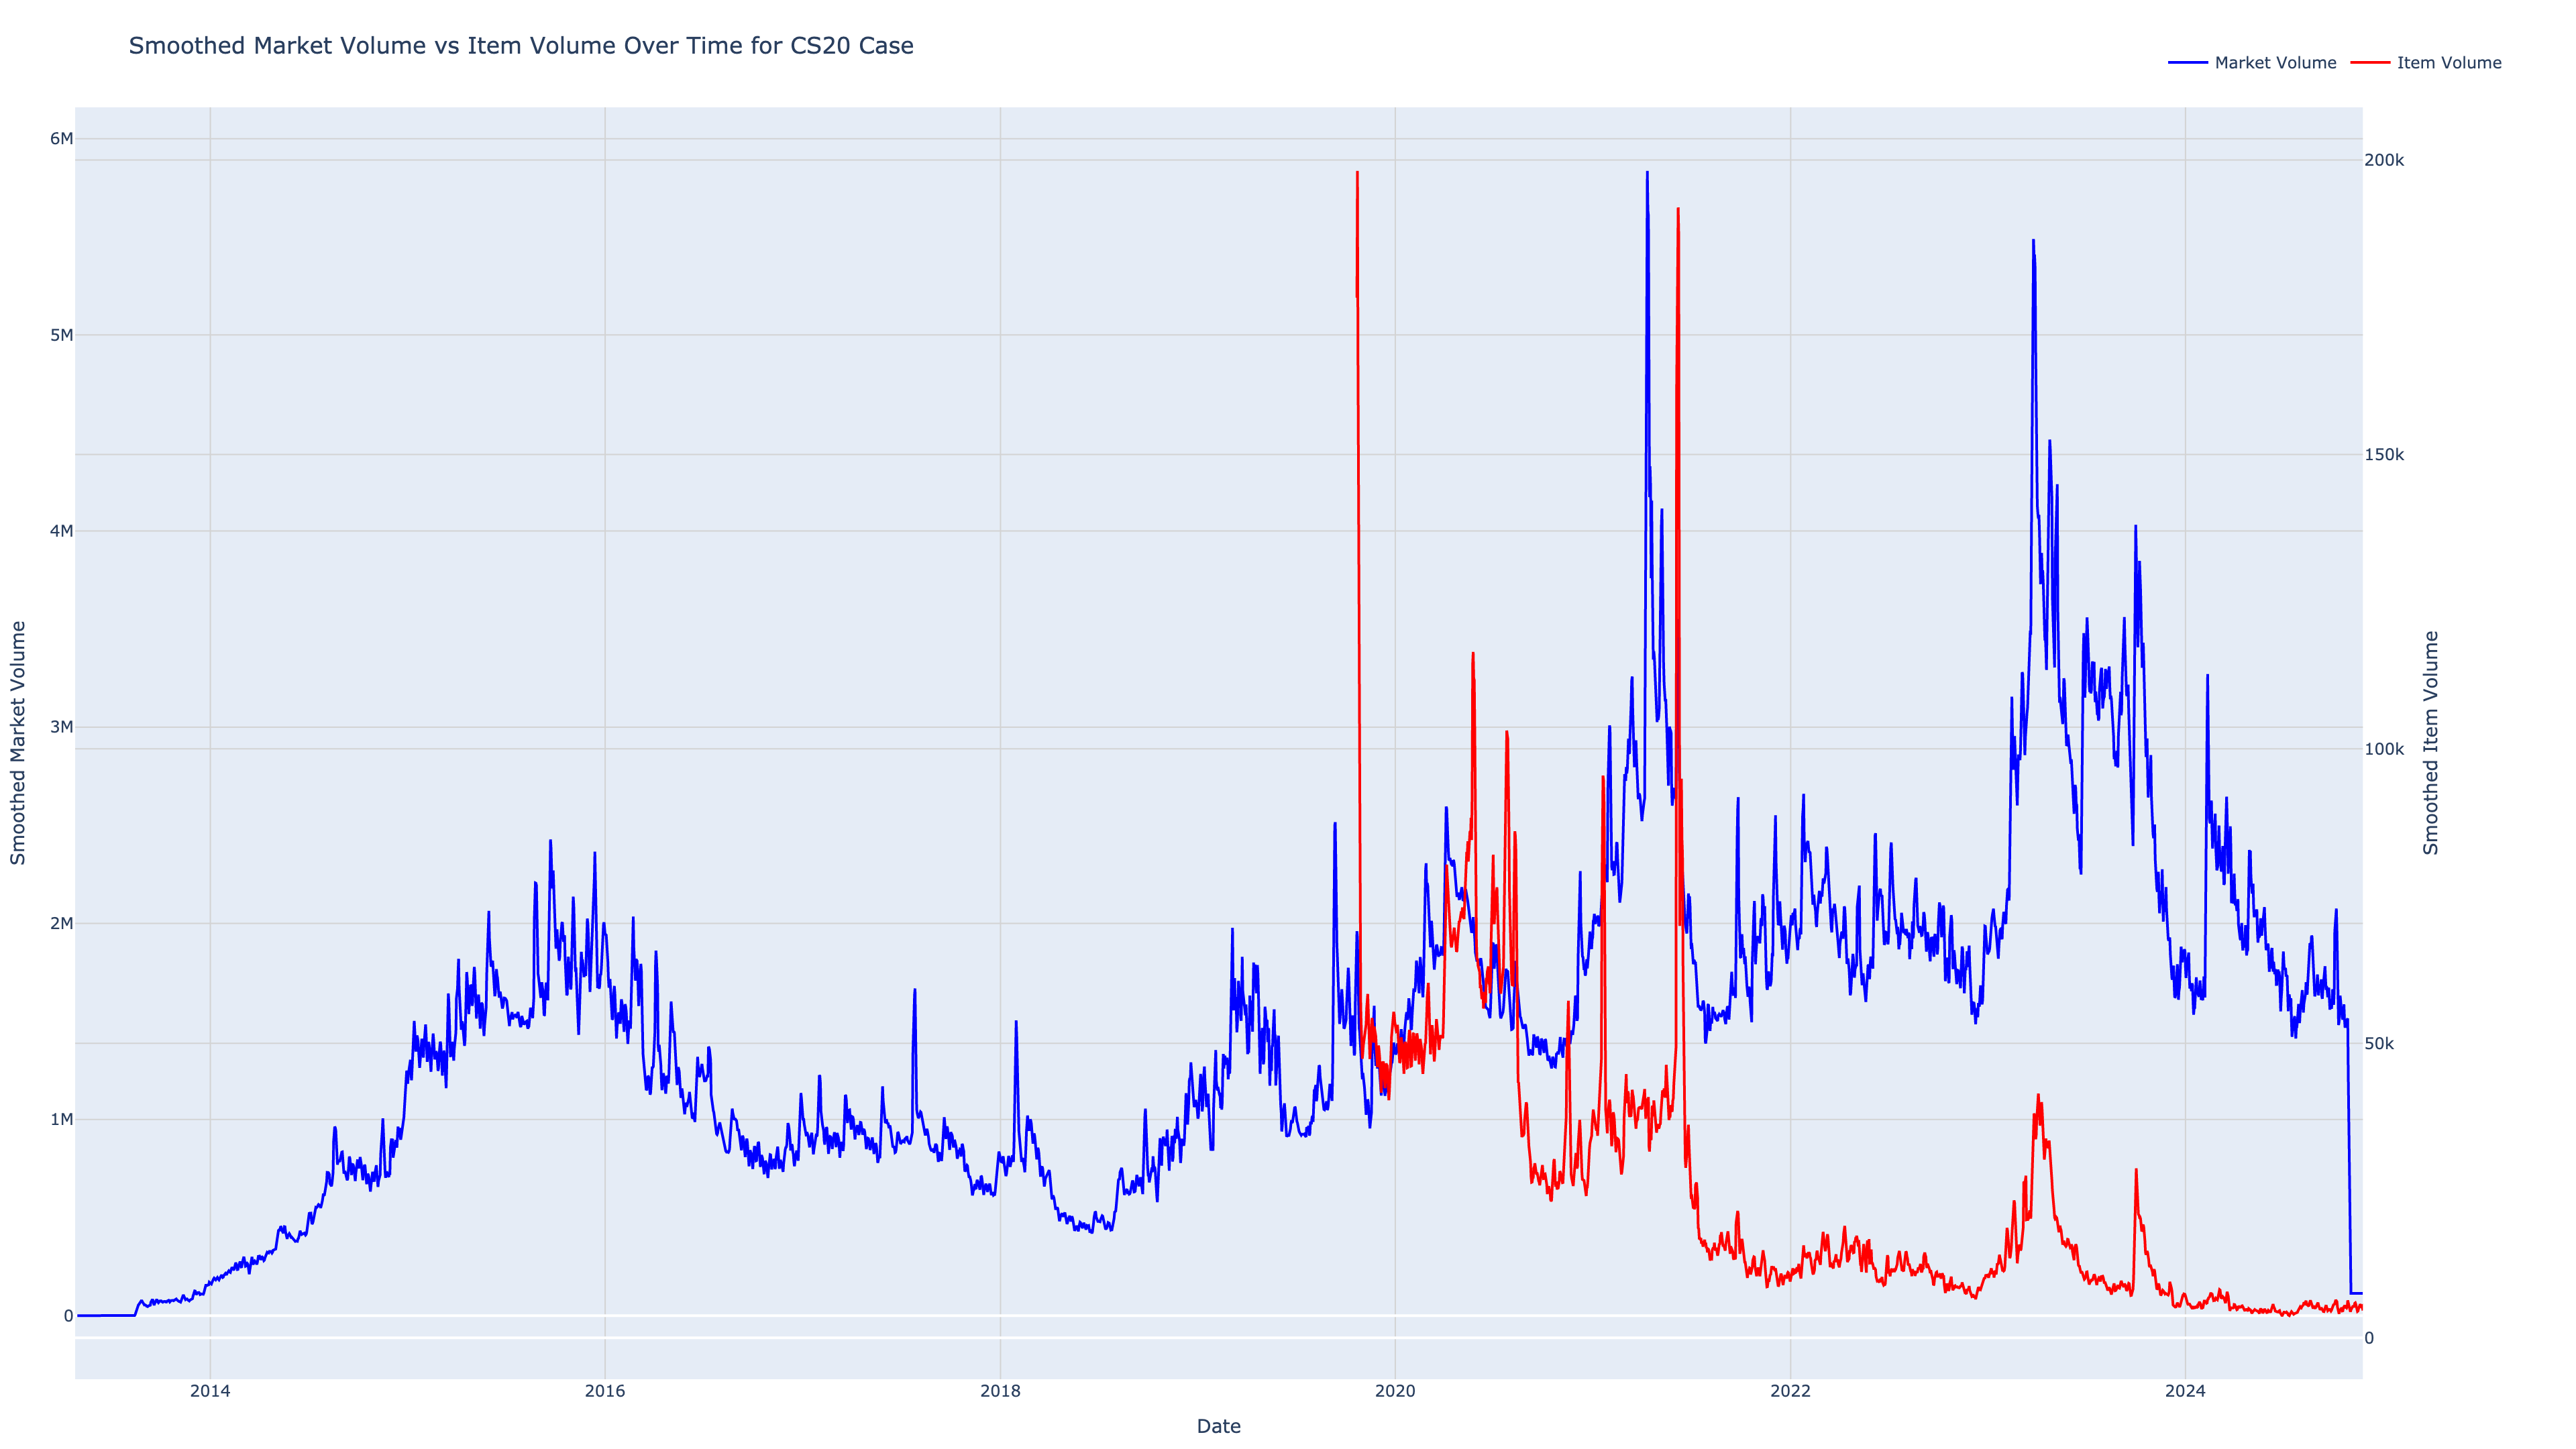 Smoothed Market Volume vs Item Volume Over Time for CS20 Case
Market Volume
Item Volume
6M
5M
4M
3M
2M
1M
0
Smoothed Market Volume
200k
150k
100k
50k
0
Smoothed Item Volume
2014
2016
2018
2020
2022
2024
Date